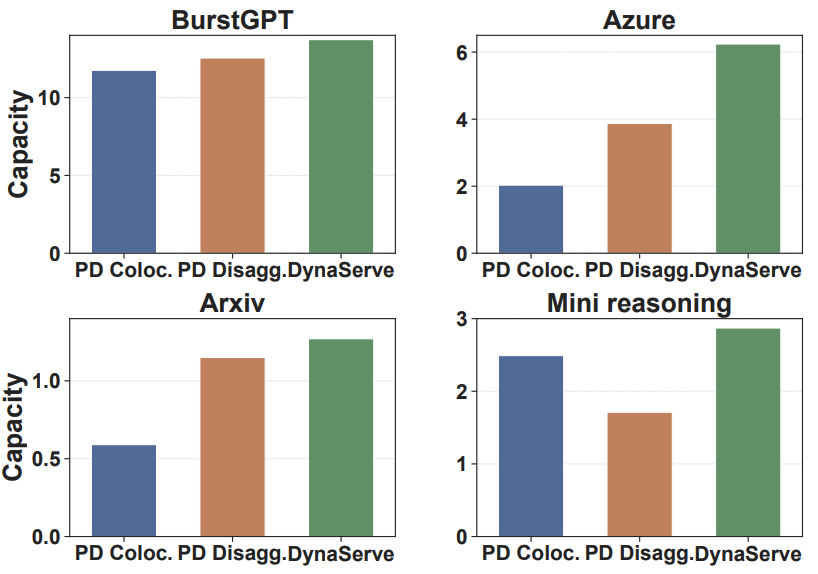 BurstGPT
Capacity
10
5
0
PD Coloc. PD Disagg. DynaServe
Azure
6
4
2
0
PD Coloc. PD Disagg. DynaServe
Arxiv
Capacity
1.0
0.5
0.0
PD Coloc. PD Disagg. DynaServe
Mini reasoning
3
2
1
0
PD Coloc. PD Disagg. DynaServe